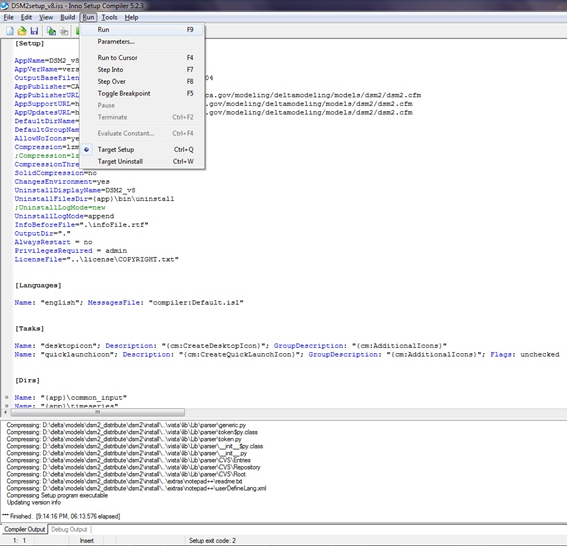 DSM2setup_v8.iss - Inno Setup Compiler 5.2.3
File Edit View Build Run Tools Help
Run F9
Parameters...
Run to Cursor F4
Step Into F7
Step Over F8
Toggle Breakpoint F5
Pause
Terminate Ctrl+F2
Evaluate Constant... Ctrl+F4
Target Setup Ctrl+Q
Target Uninstall Ctrl+W
[Setup]
AppName=DSM2_v8
AppVerName=vers
OutputBaseFilen 04
AppPublisher=CA
AppPublisherURL=h ca.gov/modeling/deltamodeling/models/dsm2/dsm2.cfm
AppSupportURL=h .gov/modeling/deltamodeling/models/dsm2/dsm2.cfm
AppUpdatesURL=h .gov/modeling/deltamodeling/models/dsm2/dsm2.cfm
DefaultDirName=
DefaultGroupNam
AllowNoIcons=ye
Compression=lzm
;Compression=lz
CompressionThre
SolidCompression=no
ChangesEnvironment=yes
UninstallDisplayName=DSM2_v8
UninstallFilesDir={app}\bin\uninstall
;UninstallLogMode=new
UninstallLogMode=append
InfoBeforeFile=".\infoFile.rtf"
OutputDir="."
AlwaysRestart = no
PrivilegesRequired = admin
LicenseFile="..\license\COPYRIGHT.txt"
[Languages]
Name: "english"; MessagesFile: "compiler:Default.isl"
[Tasks]
Name: "desktopicon"; Description: "{cm:CreateDesktopIcon}"; GroupDescription: "{cm:AdditionalIcons}"
Name: "quicklaunchicon"; Description: "{cm:CreateQuickLaunchIcon}"; GroupDescription: "{cm:AdditionalIcons}"; Flags: unchecked
[Dirs]
Name: "{app}\common_input"
Name: "{app}\timeseries"
Compressing: D:\delta\models\dsm2_distribute\dsm2\install\..\vista\lib\Lib\parser\generic.py
Compressing: D:\delta\models\dsm2_distribute\dsm2\install\..\vista\lib\Lib\parser\token$py.class
Compressing: D:\delta\models\dsm2_distribute\dsm2\install\..\vista\lib\Lib\parser\token.py
Compressing: D:\delta\models\dsm2_distribute\dsm2\install\..\vista\lib\Lib\parser\__init__$py.class
Compressing: D:\delta\models\dsm2_distribute\dsm2\install\..\vista\lib\Lib\parser\__init__.py
Compressing: D:\delta\models\dsm2_distribute\dsm2\install\..\vista\lib\Lib\parser\CVS\Entries
Compressing: D:\delta\models\dsm2_distribute\dsm2\install\..\vista\lib\Lib\parser\CVS\Repository
Compressing: D:\delta\models\dsm2_distribute\dsm2\install\..\vista\lib\Lib\parser\CVS\Root
Compressing: D:\delta\models\dsm2_distribute\dsm2\install\..\extras\notepad++\readme.txt
Compressing: D:\delta\models\dsm2_distribute\dsm2\install\..\extras\notepad++\userDefineLang.xml
Compressing Setup program executable
Updating version info
*** Finished. [9:14:16 PM, 06:13.576 elapsed]
Compiler Output Debug Output
1: 1 Insert Setup exit code: 2